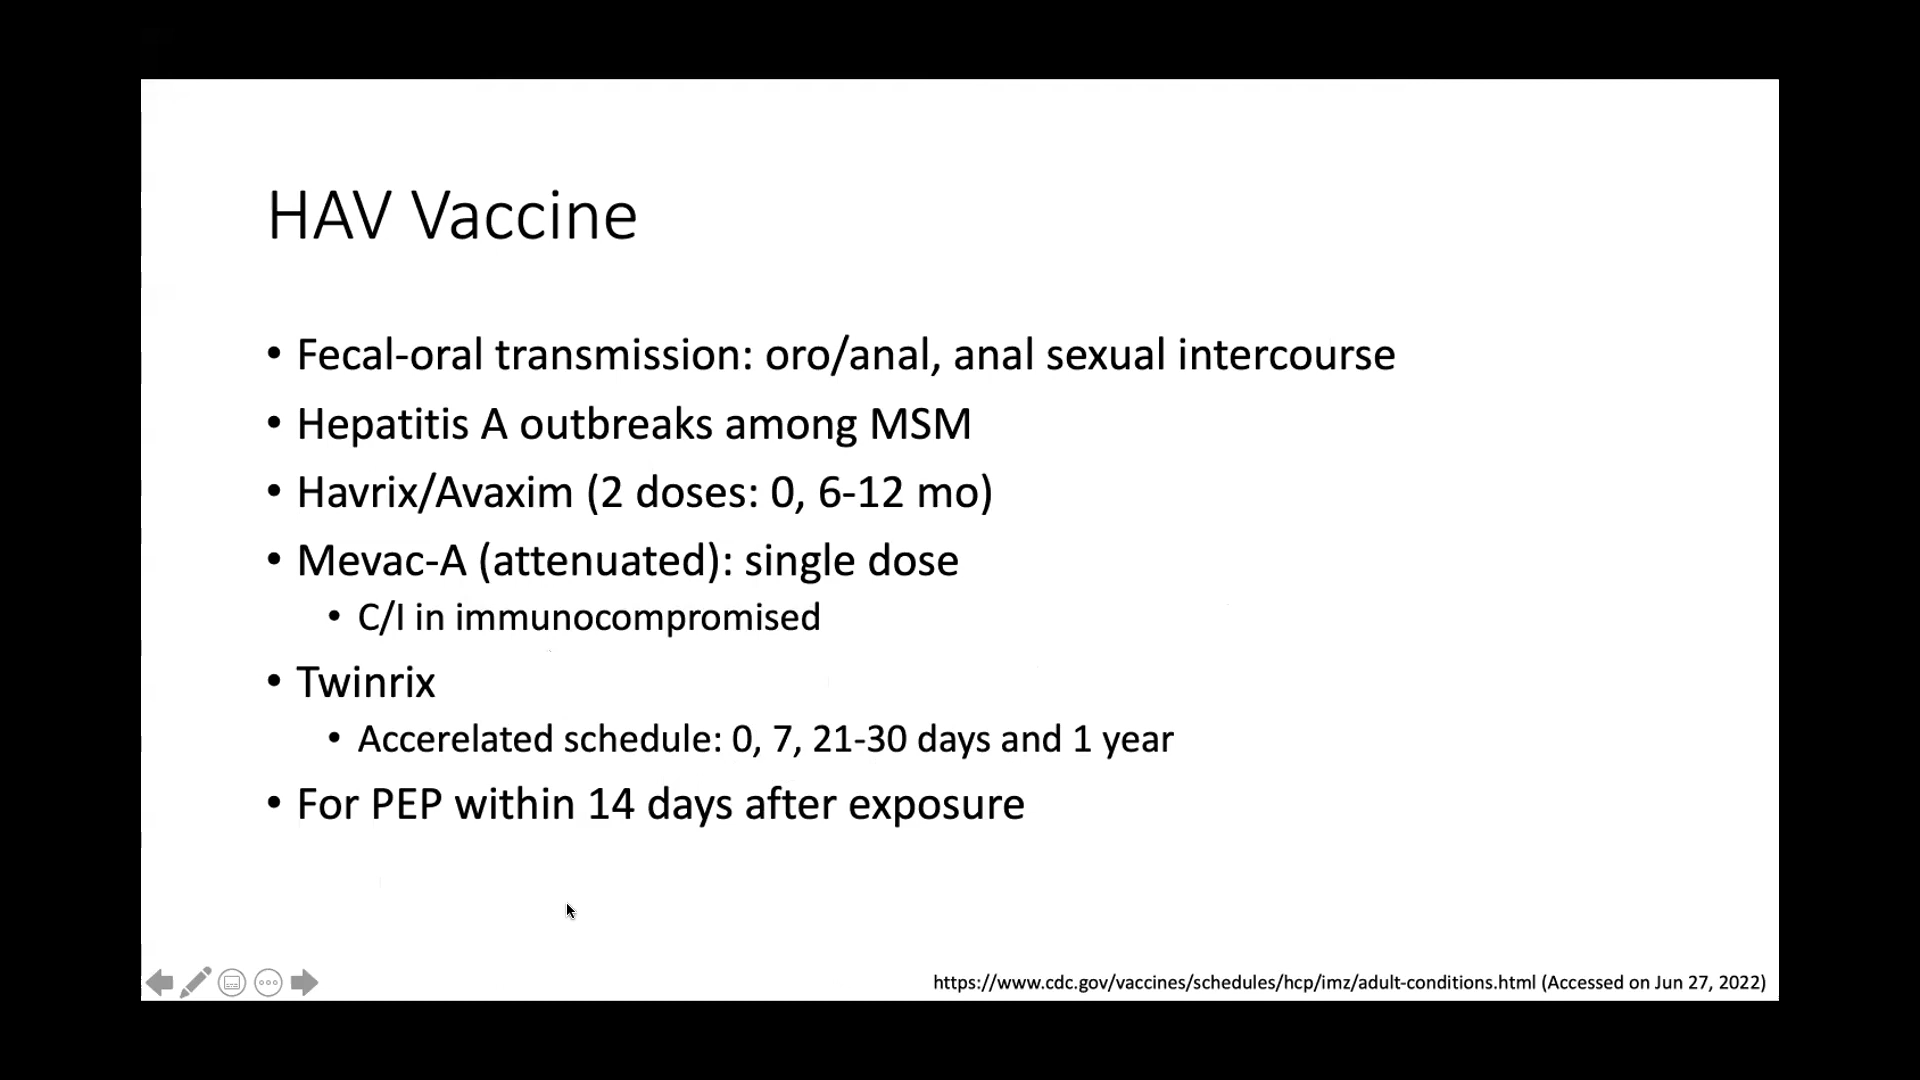 HAV Vaccine
• Fecal-oral transmission: oro/anal, anal sexual intercourse
• Hepatitis A outbreaks among MSM
• Havrix/Avaxim (2 doses: 0, 6-12 mo)
• Mevac-A (attenuated): single dose
• C/I in immunocompromised
• Twinrix
• Accerelated schedule: 0, 7, 21-30 days and 1 year
• For PEP within 14 days after exposure
https://www.cdc.gov/vaccines/schedules/hcp/imz/adult-conditions.html (Accessed on Jun 27, 2022)